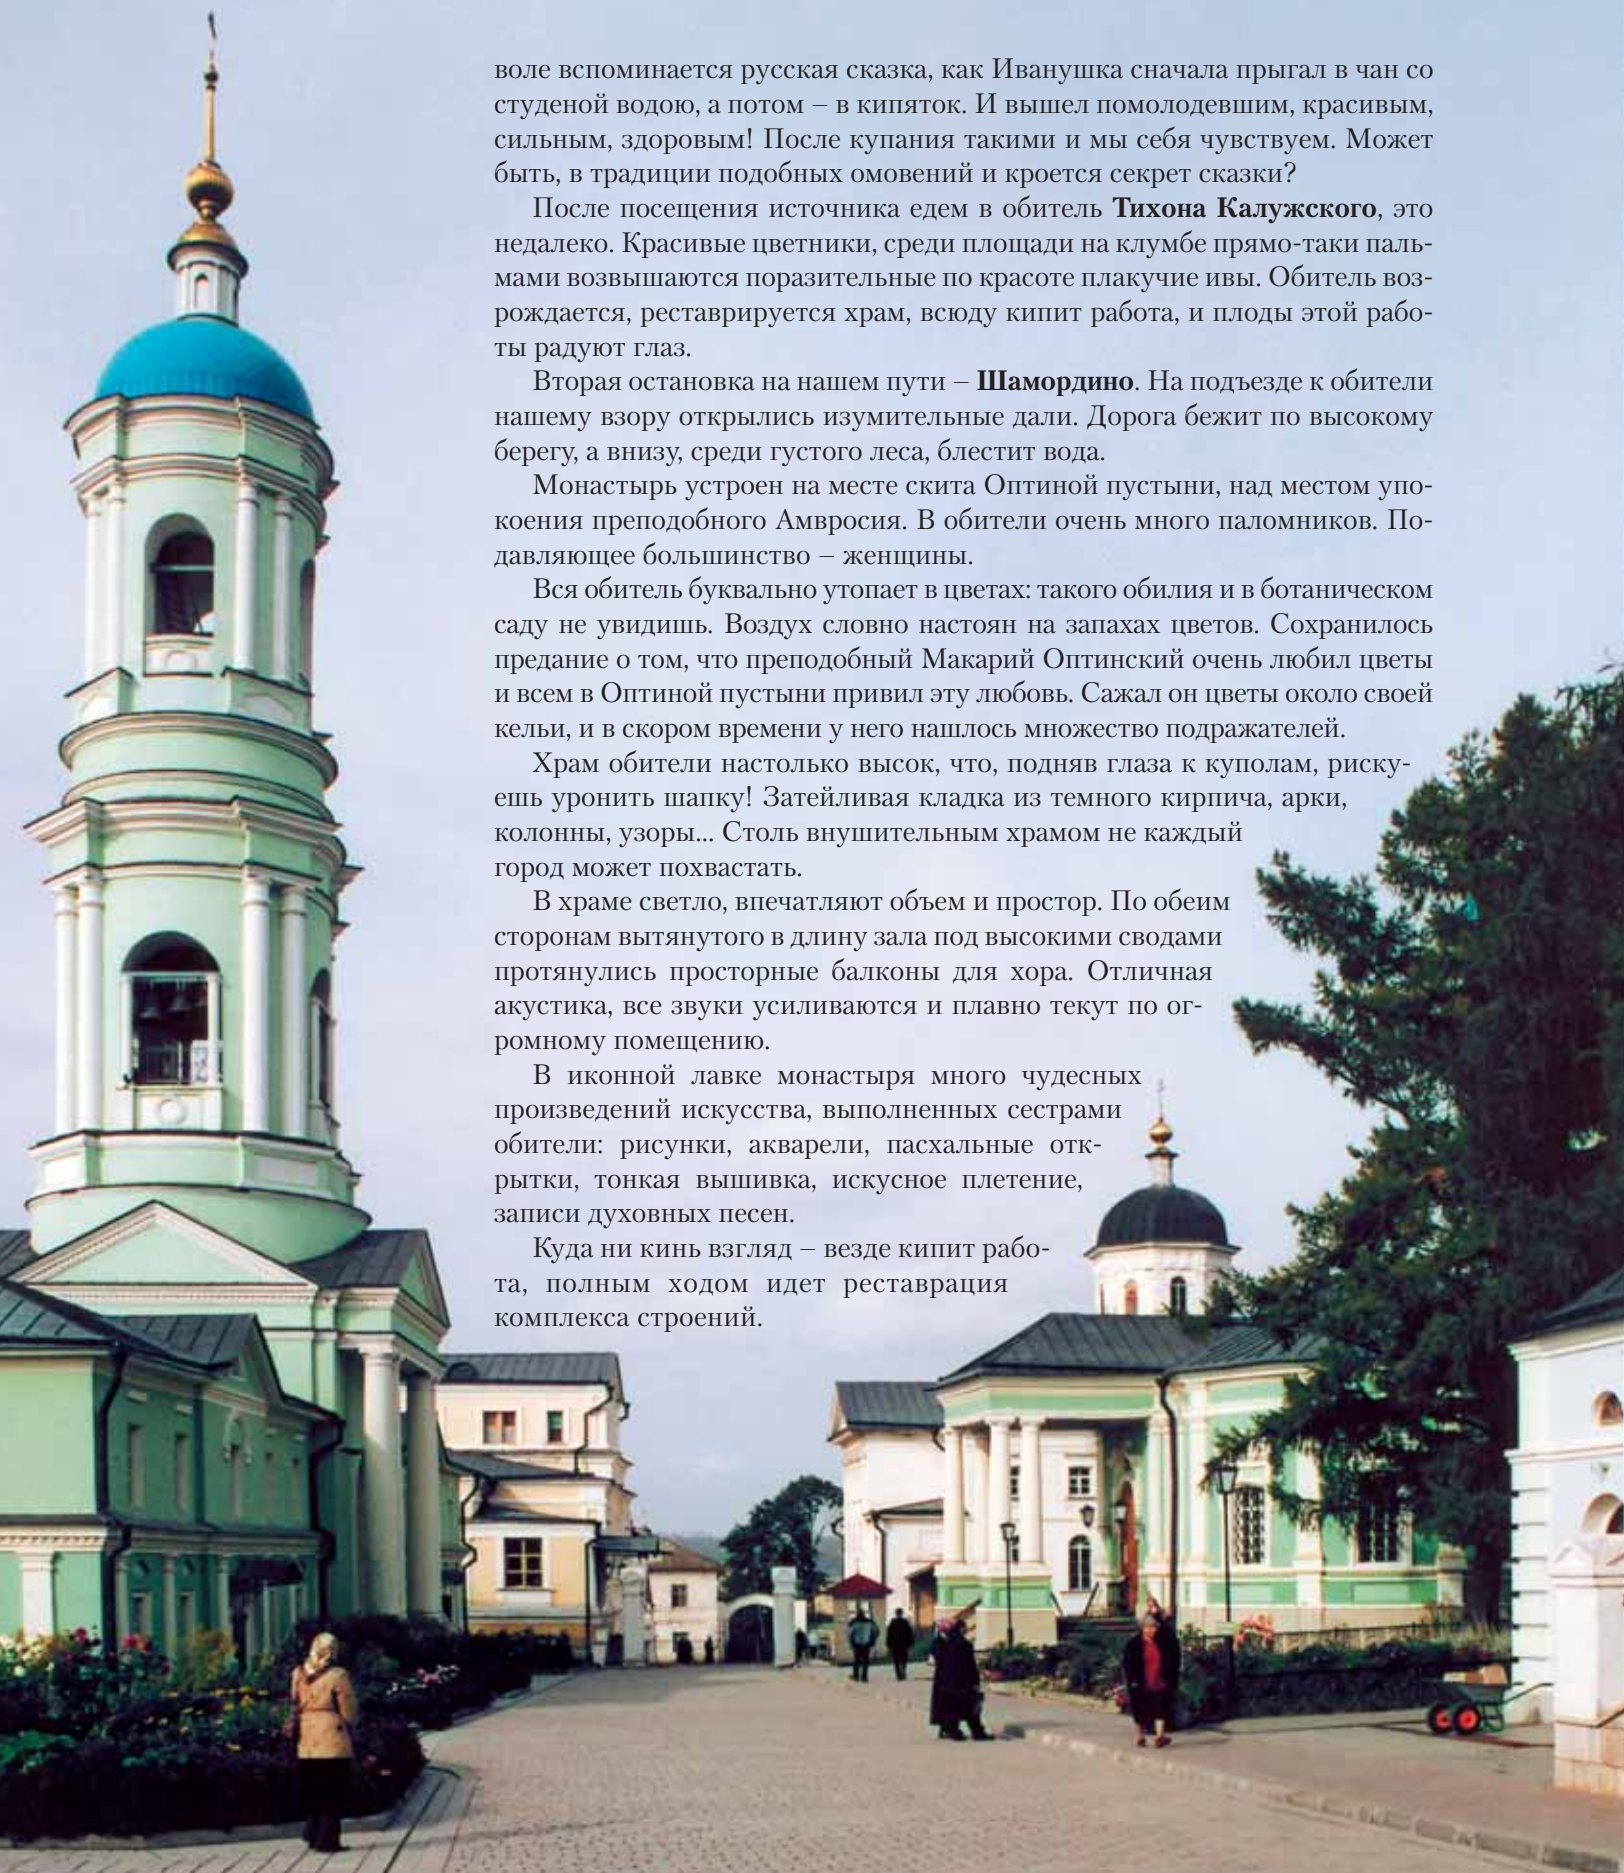 воле вспоминается русская сказка, как Иванушка сначала прыгал в чан со
студеной водою, а потом – в кипяток. И вышел помолодевшим, красивым,
сильным, здоровым! После купания такими и мы себя чувствуем. Может
быть, в традиции подобных омовений и кроется секрет сказки?
После посещения источника едем в обитель Тихона Калужского, это
недалеко. Красивые цветники, среди площади на клумбе прямо-таки паль-
мами возвышаются поразительные по красоте плакучие ивы. Обитель воз-
рождается, реставрируется храм, всюду кипит работа, и плоды этой рабо-
ты радуют глаз.
Вторая остановка на нашем пути – Шамордино. На подъезде к обители
нашему взору открылись изумительные дали. Дорога бежит по высокому
берегу, а внизу, среди густого леса, блестит вода.
Монастырь устроен на месте скита Оптиной пустыни, над местом упо-
коения преподобного Амвросия. В обители очень много паломников. По-
давляющее большинство – женщины.
Вся обитель буквально утопает в цветах: такого обилия и в ботаническом
саду не увидишь. Воздух словно настоян на запахах цветов. Сохранилось
предание о том, что преподобный Макарий Оптинский очень любил цветы
и всем в Оптиной пустыни привил эту любовь. Сажал он цветы около своей
кельи, и в скором времени у него нашлось множество подражателей.
Храм обители настолько высок, что, подняв глаза к куполам, риску-
ешь уронить шапку! Затейливая кладка из темного кирпича, арки,
колонны, узоры... Столь внушительным храмом не каждый
город может похвастать.
В храме светло, впечатляют объем и простор. По обеим
сторонам вытянутого в длину зала под высокими сводами
протянулись просторные балконы для хора. Отличная
акустика, все звуки усиливаются и плавно текут по ог-
ромному помещению.
В иконной лавке монастыря много чудесных
произведений искусства, выполненных сестрами
обители: рисунки, акварели, пасхальные отк-
рытки, тонкая вышивка, искусное плетение,
записи духовных песен.
Куда ни кинь взгляд – везде кипит рабо-
та, полным ходом идет реставрация
комплекса строений.